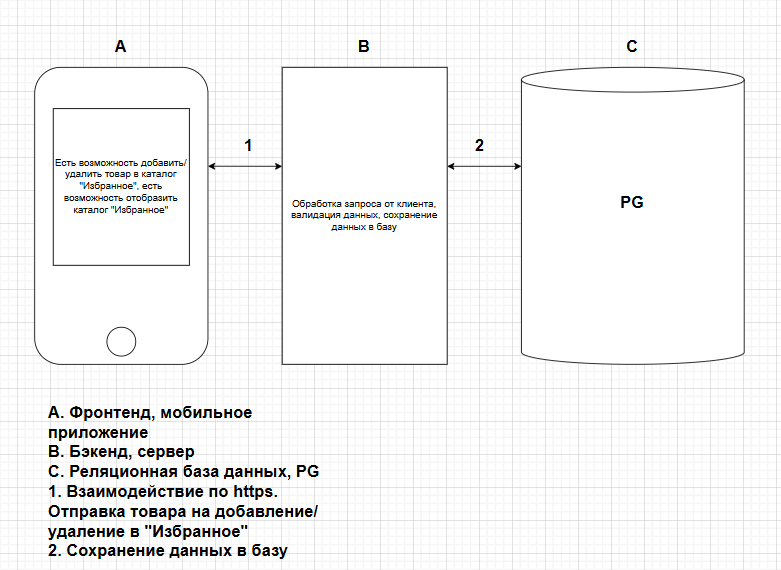 A
B
C
Есть возможность добавить/
удалить товар в каталог
"Избранное", есть
возможность отобразить
каталог "Избранное"
1
Обработка запроса от клиента,
валидация данных, сохранение
данных в базу
2
PG
A. Фронтенд, мобильное
приложение
B. Бэкенд, сервер
C. Реляционная база данных, PG
1. Взаимодействие по https.
Отправка товара на добавление/
удаление в "Избранное"
2. Сохранение данных в базу